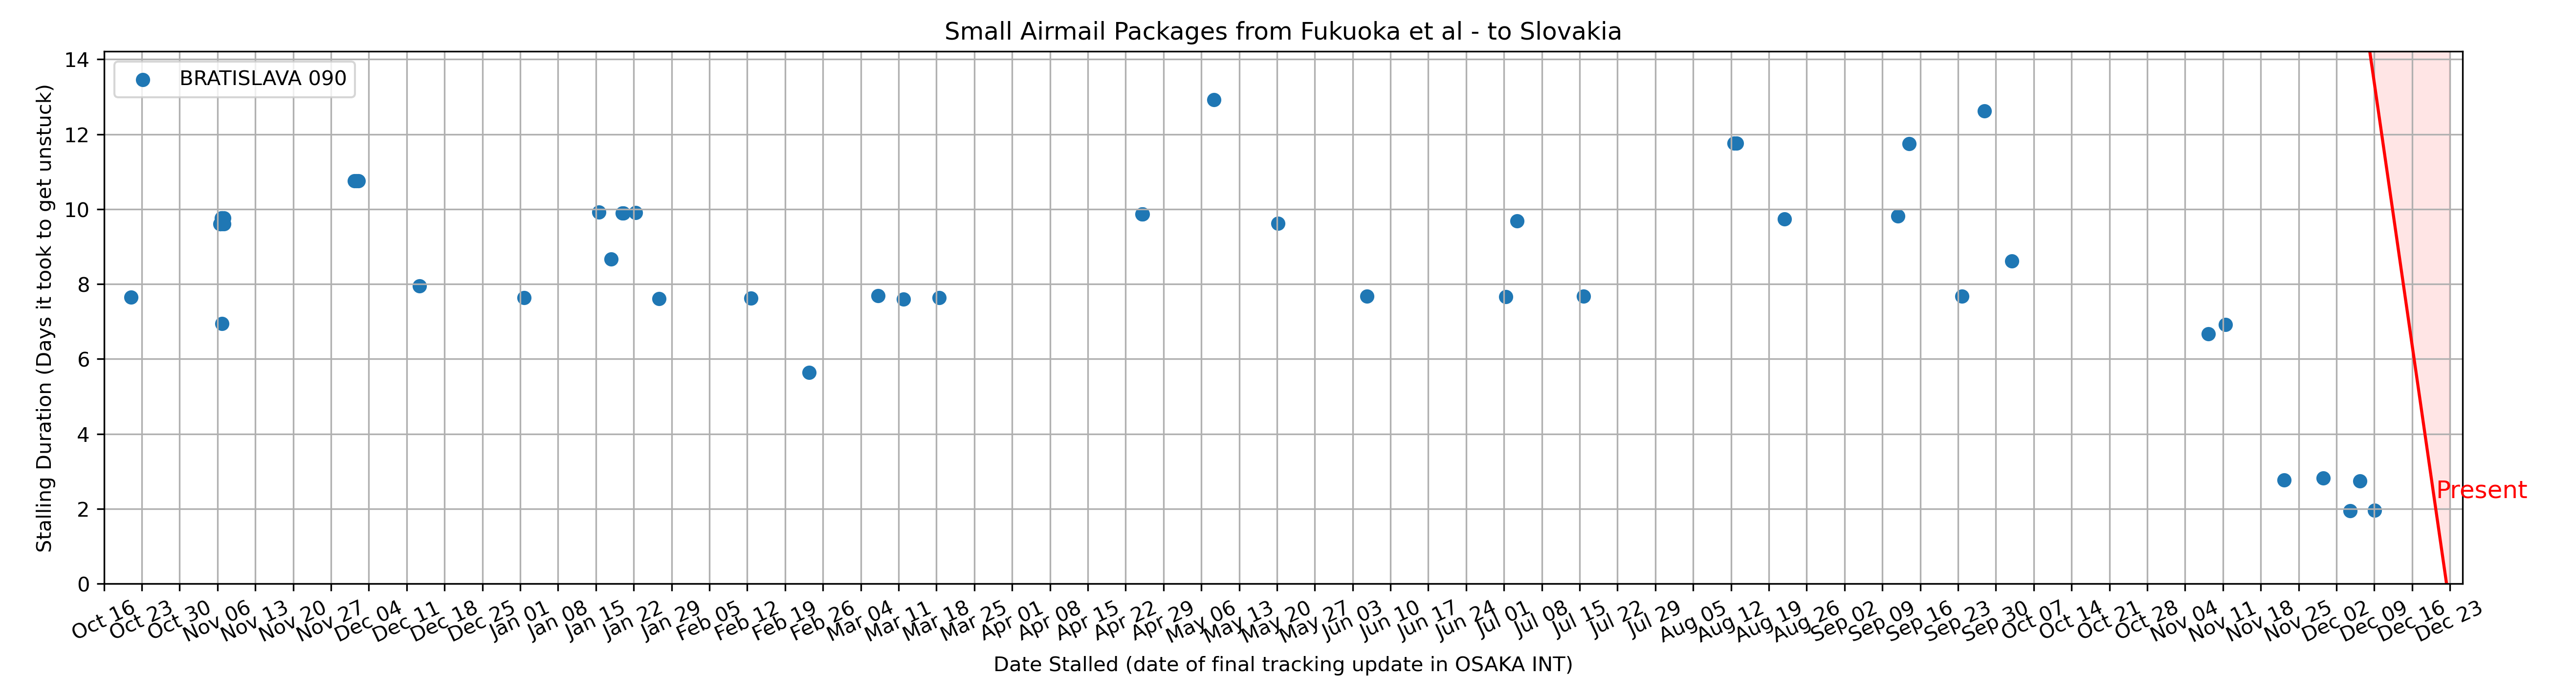 Small Airmail Packages from Fukuoka et al - to Slovakia
BRATISLAVA 090
Stalling Duration (Days it took to get unstuck)
14
12
10
8
6
4
2
0
Present
Oct 16
Oct 23
Oct 30
Nov 06
Nov 13
Nov 20
Nov 27
Dec 04
Dec 11
Dec 18
Dec 25
Jan 01
Jan 08
Jan 15
Jan 22
Jan 29
Feb 05
Feb 12
Feb 19
Feb 26
Mar 04
Mar 11
Mar 18
Mar 25
Apr 01
Apr 08
Apr 15
Apr 22
Apr 29
May 06
May 13
May 20
May 27
Jun 03
Jun 10
Jun 17
Jun 24
Jul 01
Jul 08
Jul 15
Jul 22
Jul 29
Aug 05
Aug 12
Aug 19
Aug 26
Sep 02
Sep 09
Sep 16
Sep 23
Sep 30
Oct 07
Oct 14
Oct 21
Oct 28
Nov 04
Nov 11
Nov 18
Nov 25
Dec 02
Dec 09
Dec 16
Dec 23
Date Stalled (date of final tracking update in OSAKA INT)